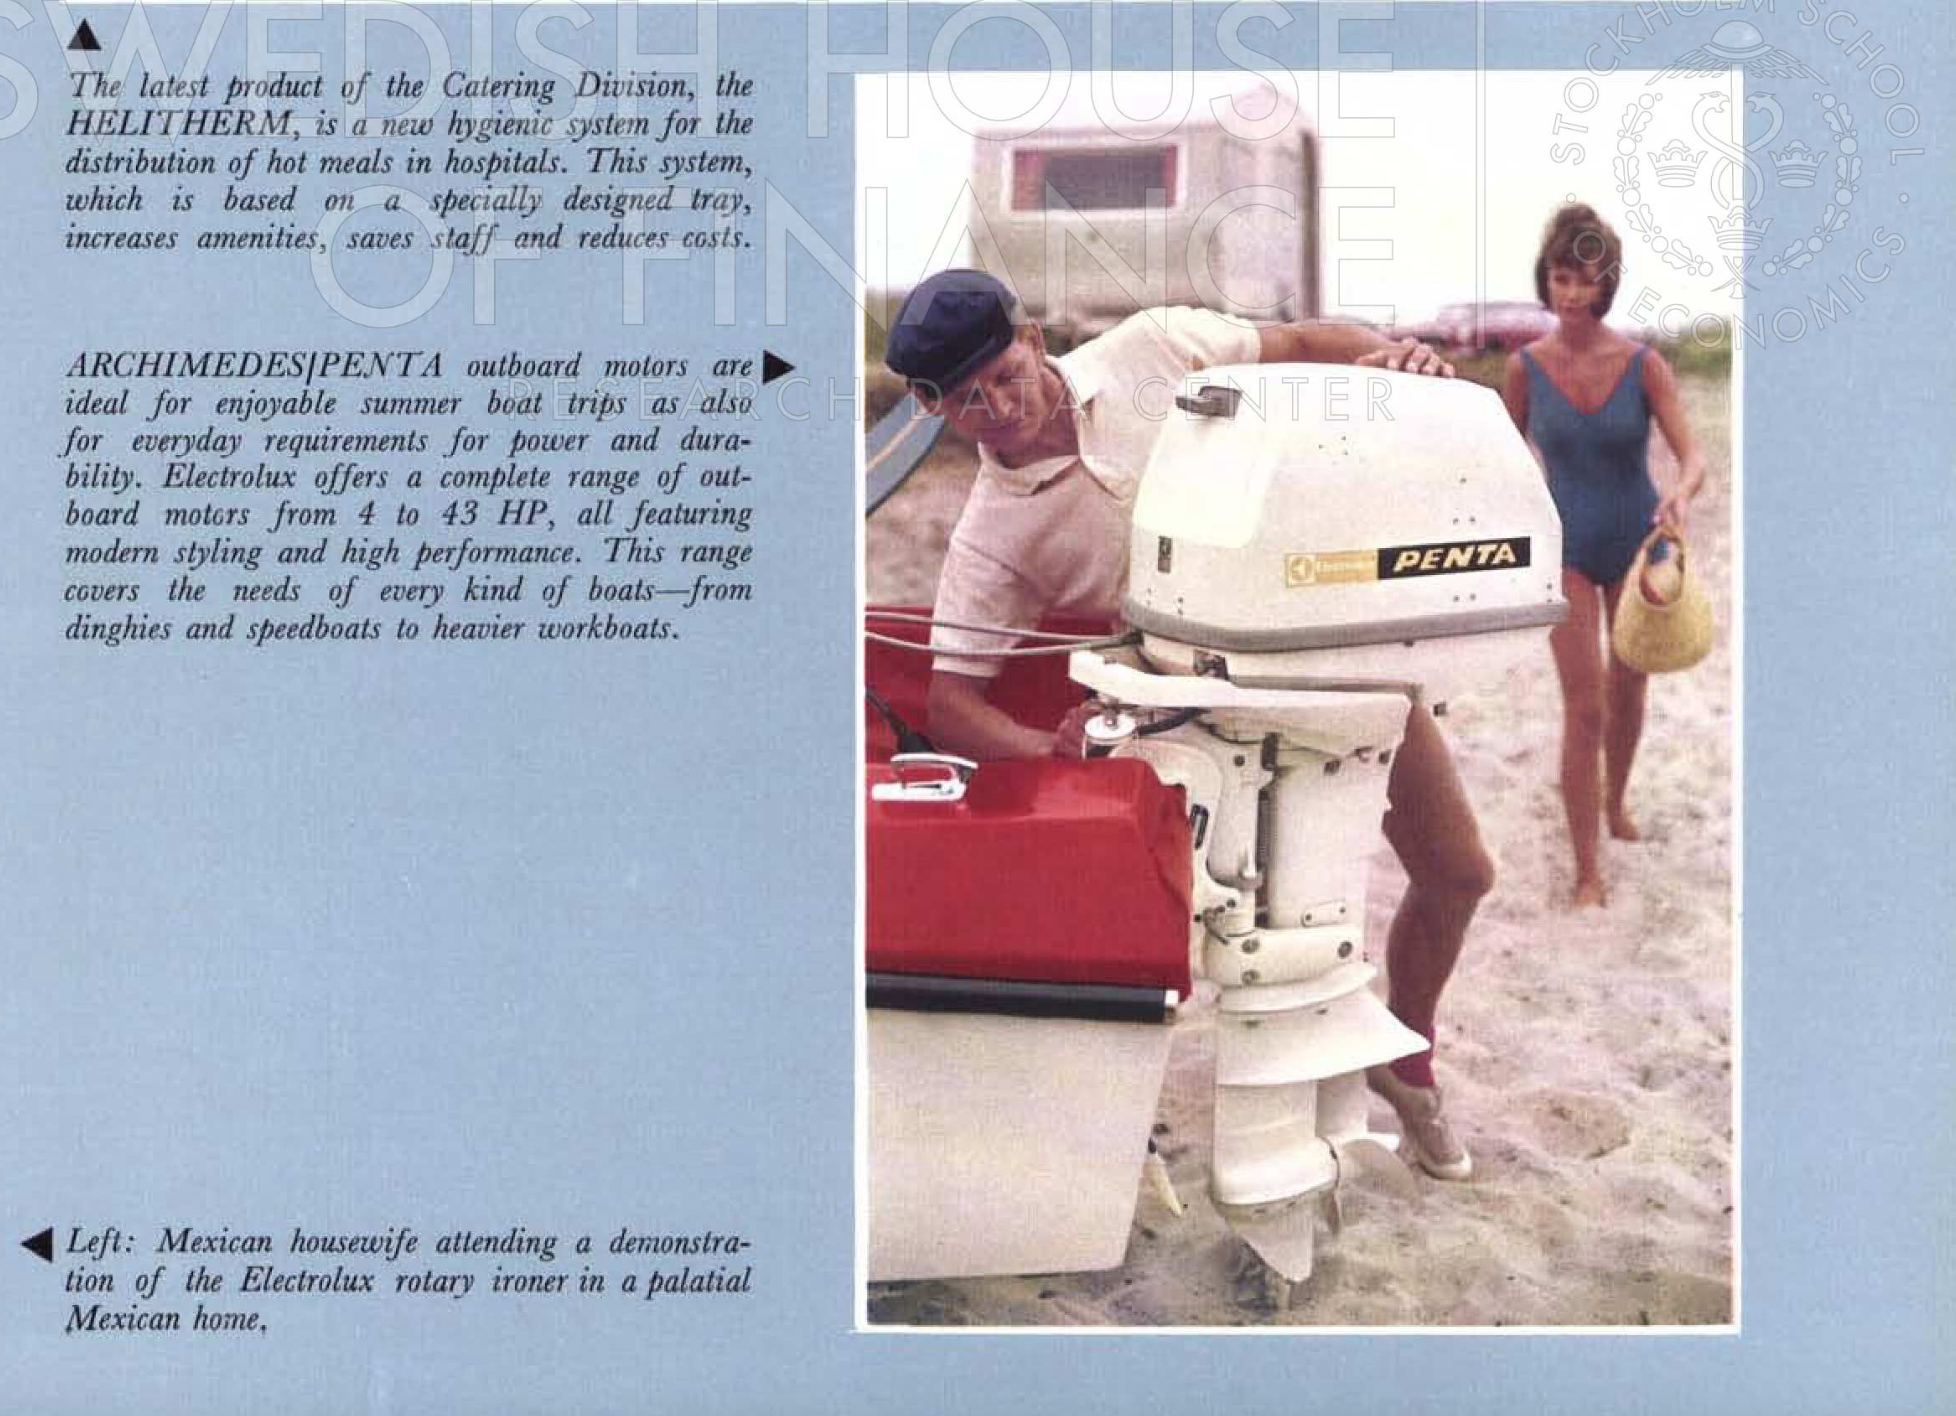 The latest product of the Catering Division, the
HELITHERM, is a new hygienic system for the
distribution of hot meals in hospitals. This system,
which is based on a specially designed tray,
increases amenities, saves staff and reduces costs.
ARCHIMEDES/PENTA outboard motors are
ideal for enjoyable summer boat trips as also
for everyday requirements for power and dura-
bility. Electrolux offers a complete range of out-
board motors from 4 to 43 HP, all featuring
modern styling and high performance. This range
covers the needs of every kind of boats—from
dinghies and speedboats to heavier workboats.
Left: Mexican housewife attending a demonstra-
tion of the Electrolux rotary ironer in a palatial
Mexican home.
Electrolux PENTA
SWEDISH HOUSE
OF FINANCE
RESEARCH DATA CENTER
STOCKHOLM SCHOOL
OF ECONOMICS